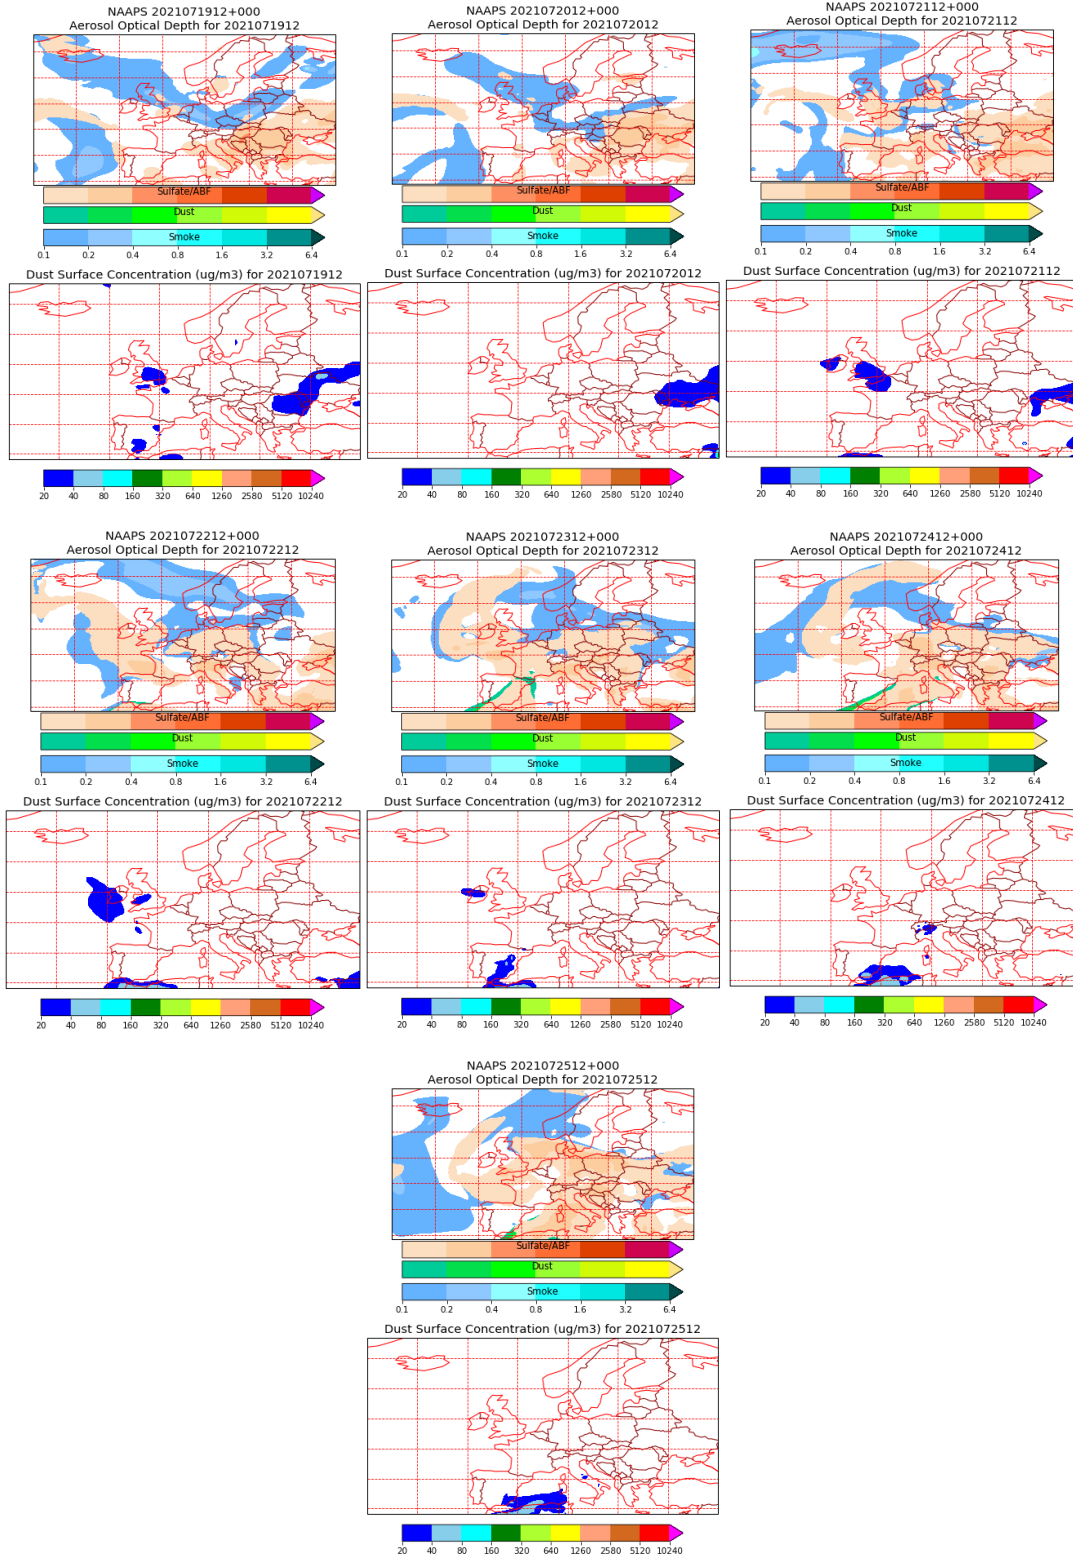 NAAPS 2021071912+000
Aerosol Optical Depth for 2021071912
Sulfate/ABF
Dust
Smoke
0.1 0.2 0.4 0.8 1.6 3.2 6.4
Dust Surface Concentration (ug/m3) for 2021071912
20 40 80 160 320 640 1260 2580 5120 10240
NAAPS 2021072012+000
Aerosol Optical Depth for 2021072012
Sulfate/ABF
Dust
Smoke
0.1 0.2 0.4 0.8 1.6 3.2 6.4
Dust Surface Concentration (ug/m3) for 2021072012
20 40 80 160 320 640 1260 2580 5120 10240
NAAPS 2021072112+000
Aerosol Optical Depth for 2021072112
Sulfate/ABF
Dust
Smoke
0.1 0.2 0.4 0.8 1.6 3.2 6.4
Dust Surface Concentration (ug/m3) for 2021072112
20 40 80 160 320 640 1260 2580 5120 10240
NAAPS 2021072212+000
Aerosol Optical Depth for 2021072212
Sulfate/ABF
Dust
Smoke
0.1 0.2 0.4 0.8 1.6 3.2 6.4
Dust Surface Concentration (ug/m3) for 2021072212
20 40 80 160 320 640 1260 2580 5120 10240
NAAPS 2021072312+000
Aerosol Optical Depth for 2021072312
Sulfate/ABF
Dust
Smoke
0.1 0.2 0.4 0.8 1.6 3.2 6.4
Dust Surface Concentration (ug/m3) for 2021072312
20 40 80 160 320 640 1260 2580 5120 10240
NAAPS 2021072412+000
Aerosol Optical Depth for 2021072412
Sulfate/ABF
Dust
Smoke
0.1 0.2 0.4 0.8 1.6 3.2 6.4
Dust Surface Concentration (ug/m3) for 2021072412
20 40 80 160 320 640 1260 2580 5120 10240
NAAPS 2021072512+000
Aerosol Optical Depth for 2021072512
Sulfate/ABF
Dust
Smoke
0.1 0.2 0.4 0.8 1.6 3.2 6.4
Dust Surface Concentration (ug/m3) for 2021072512
20 40 80 160 320 640 1260 2580 5120 10240